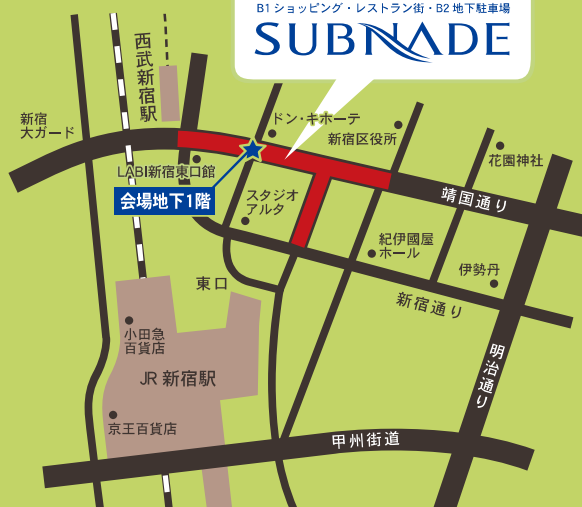 B1 ショッピング・レストラン街・B2 地下駐車場
SUBNADE
西武新宿駅
新宿
大ガード
ドン・キホーテ
新宿区役所
花園神社
LABI新宿東口館
会場地下1階
スタジオ
アルタ
靖国通り
紀伊國屋
ホール
伊勢丹
東口
新宿通り
小田急
百貨店
JR 新宿駅
明治通り
京王百貨店
甲州街道